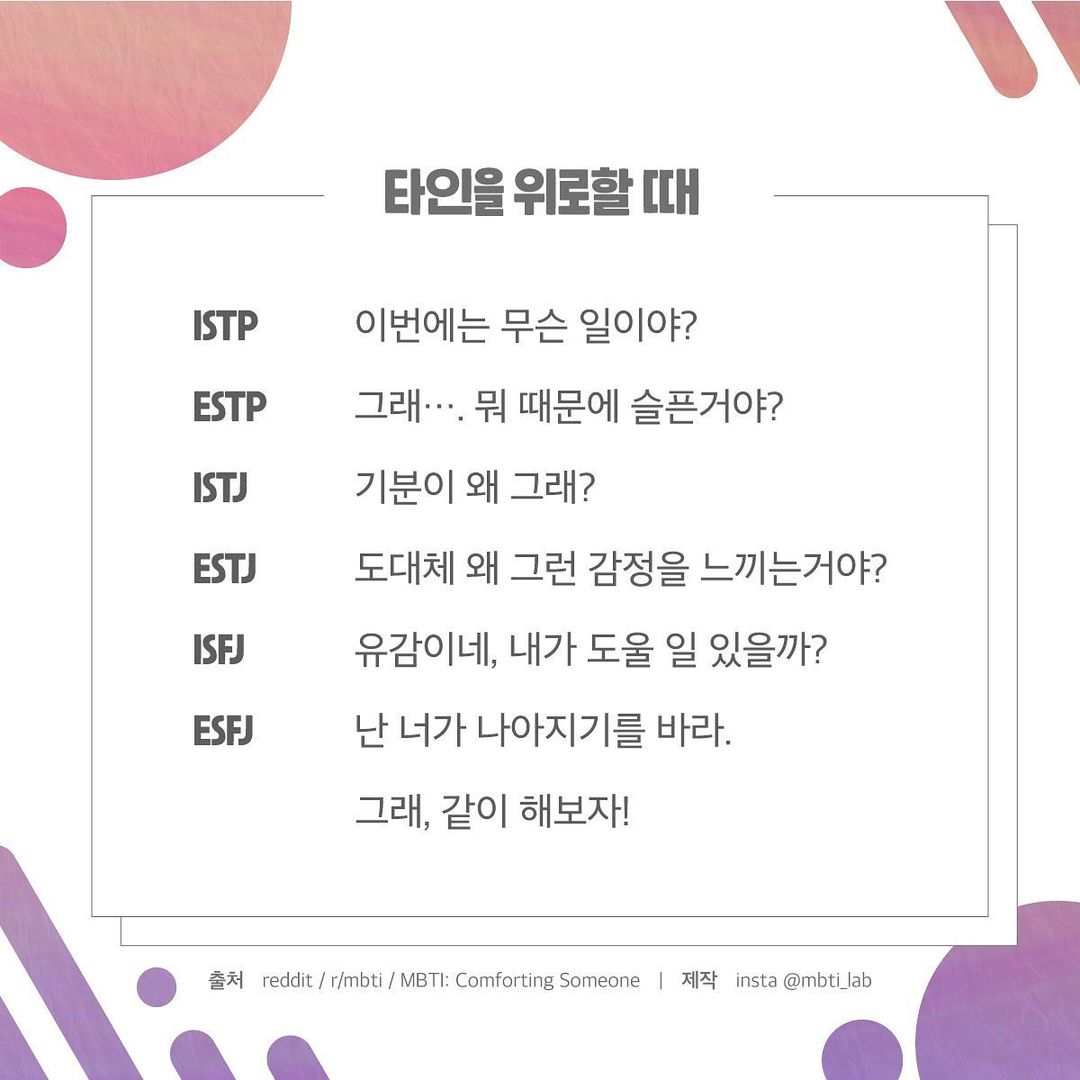 타인을 위로할 때
ISTP 이번에는 무슨 일이야?
ESTP 그래···. 뭐 때문에 슬픈거야?
ISTJ 기분이 왜 그래?
ESTJ 도대체 왜 그런 감정을 느끼는거야?
ISFJ 유감이네, 내가 도울 일 있을까?
ESFJ 난 너가 나아지기를 바라.
그래, 같이 해보자!
출처 reddit / r/mbti / MBTI: Comforting Someone | 제작 insta @mbti_lab